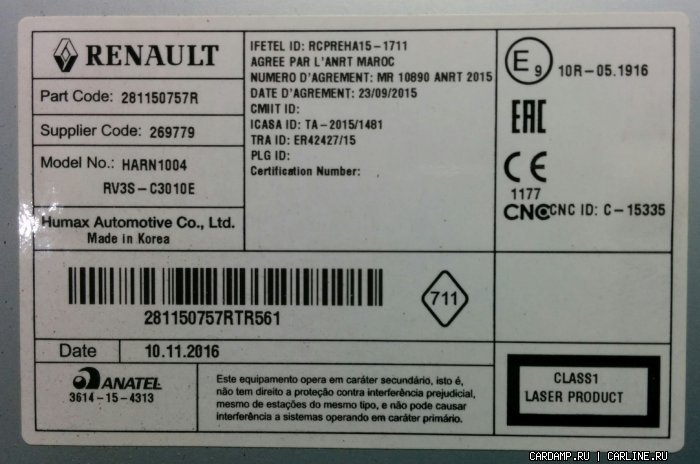 RENAULT
Part Code: 281150757R
Supplier Code: 269779
Model No.: HARN1004
RV3S-C3010E
Humax Automotive Co., Ltd.
Made in Korea
IFETEL ID: RCPREHA15-1711
AGREE PAR L'ANRT MAROC
NUMERO D'AGREMENT: MR 10890 ANRT 2015
DATE D'AGREMENT: 23/09/2015
CMIIT ID:
ICASA ID: TA-2015/1481
TRA ID: ER42427/15
PLG ID:
Certification Number:
E9 10R-05.1916
EAC
CE
1177
CNC CNC ID: C-15335
281150757RTR561
711
Date 10.11.2016
ANATEL
3614-15-4313
Este equipamento opera em caráter secundário, isto é,
não tem direito a proteção contra interferência prejudicial,
mesmo de estações do mesmo tipo, e não pode causar
interferência a sistemas operando em caráter primário.
CLASS1
LASER PRODUCT
CARDAMP.RU | CARLINE.RU